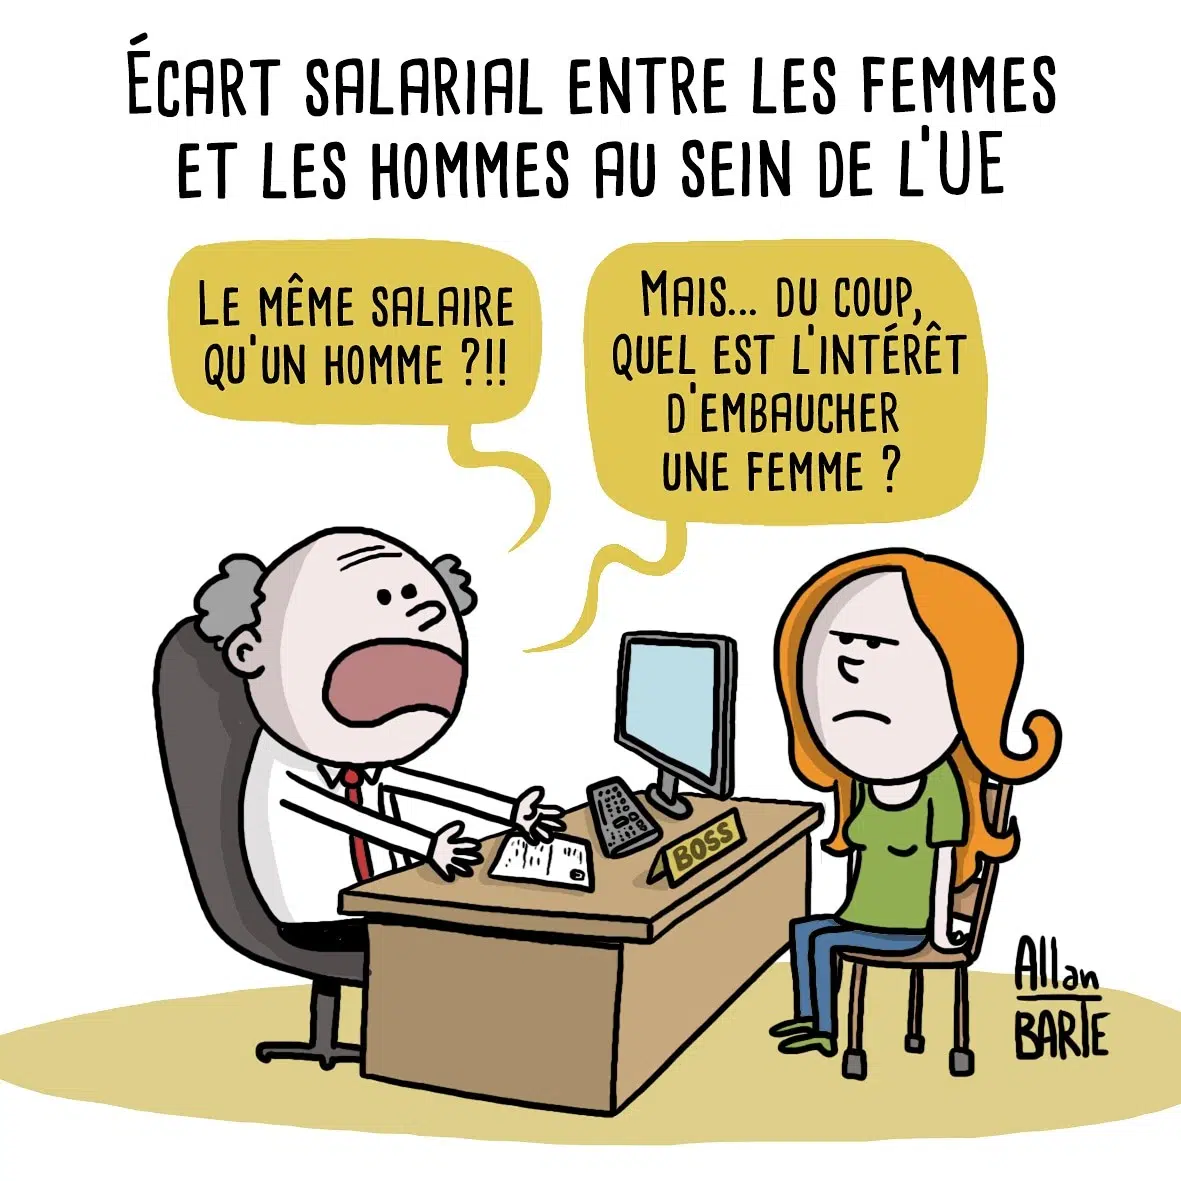 ÉCART SALARIAL ENTRE LES FEMMES
ET LES HOMMES AU SEIN DE L'UE
LE MÊME SALAIRE
QU'UN HOMME ?!!
MAIS... DU COUP,
QUEL EST L'INTÉRÊT
D'EMBAUCHER
UNE FEMME ?
BOSS
Allan
BARTE